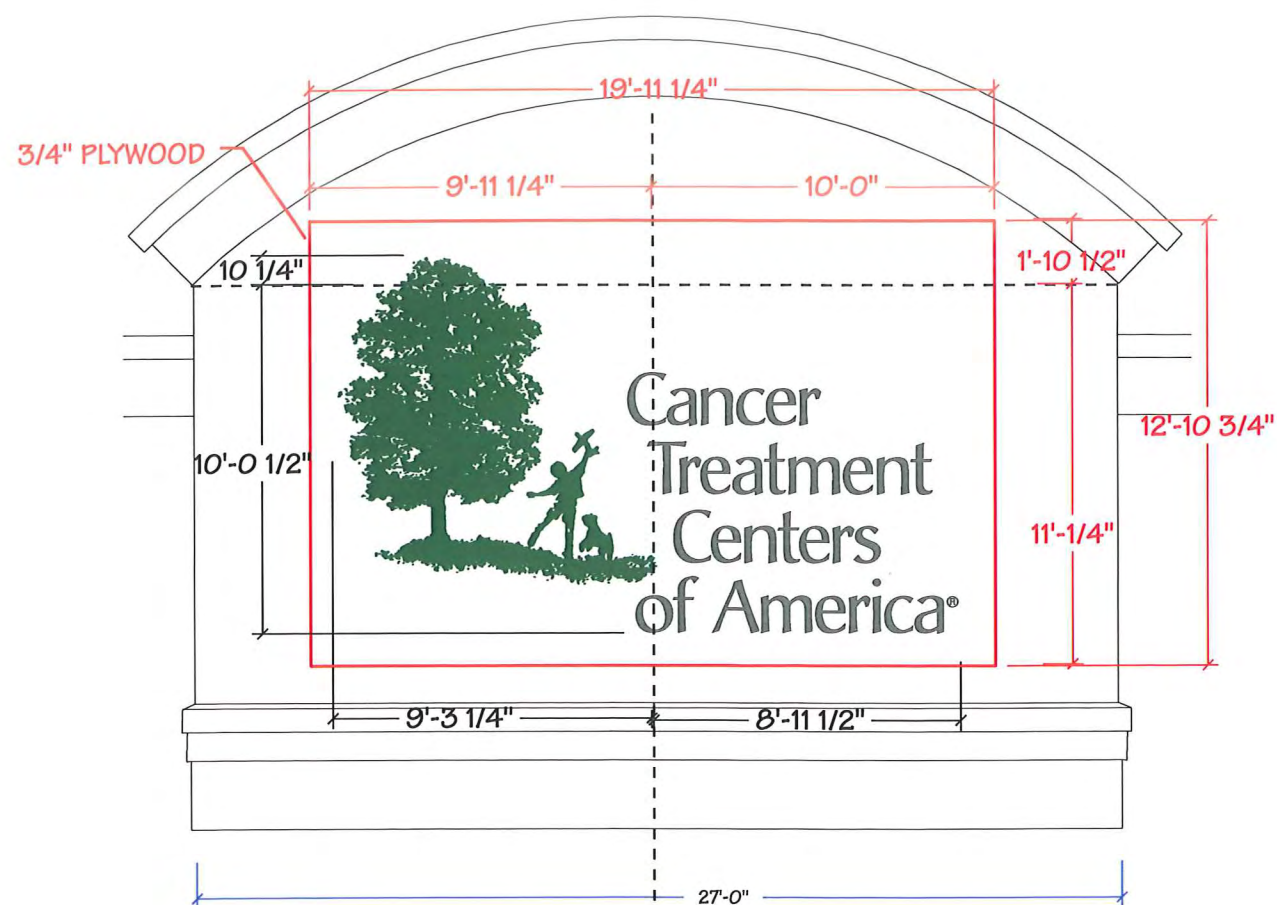 19'-11 1/4"
3/4" PLYWOOD
9'-11 1/4"
10'-0"
10 1/4"
1'-10 1/2"
Cancer
Treatment
Centers
of America®
12'-10 3/4"
10'-0 1/2"
11'-1/4"
9'-3 1/4"
8'-11 1/2"
27'-0"